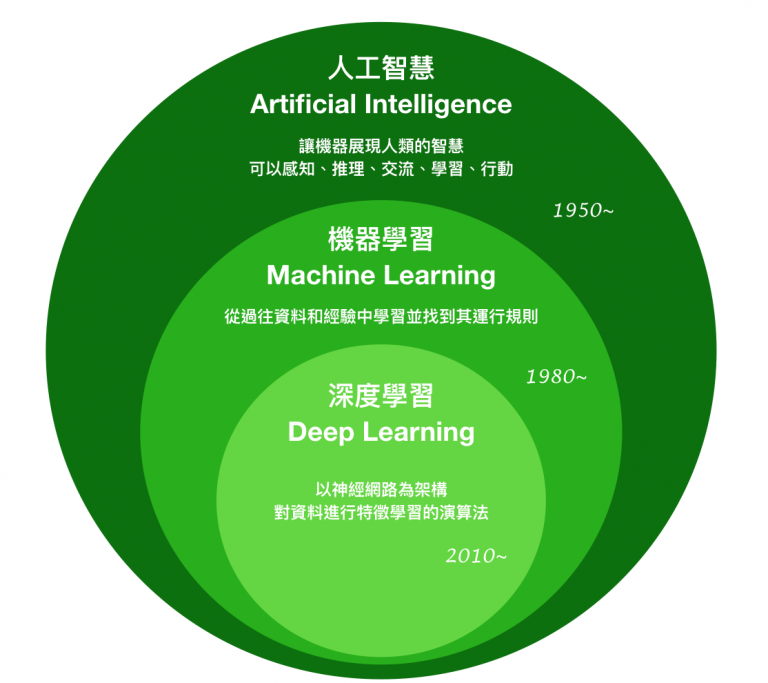 人工智慧
Artificial Intelligence
讓機器展現人類的智慧
可以感知、推理、交流、學習、行動
1950~
機器學習
Machine Learning
從過往資料和經驗中學習並找到其運行規則
1980~
深度學習
Deep Learning
以神經網路為架構
對資料進行特徵學習的演算法
2010~